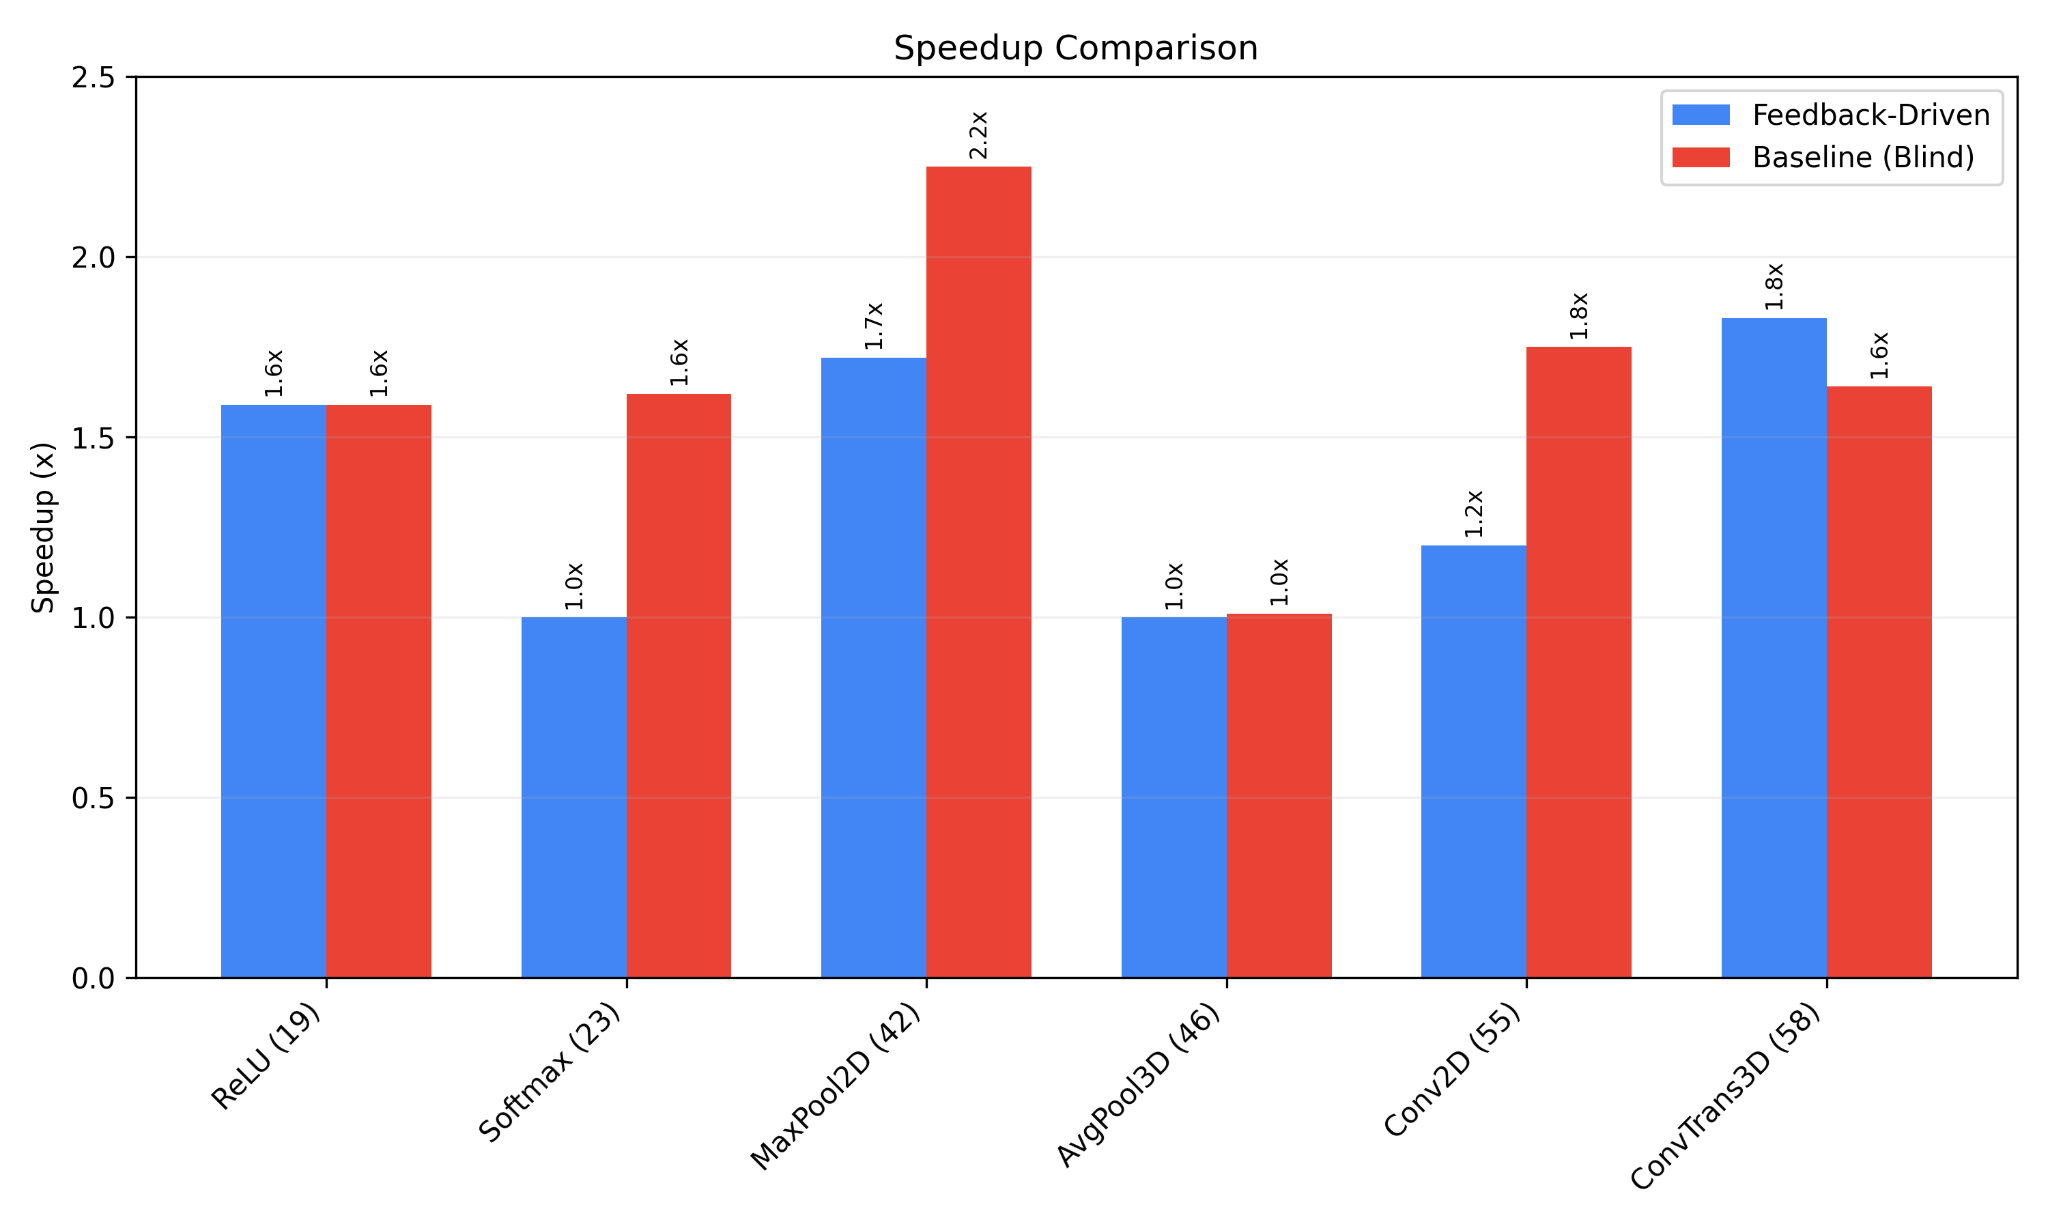 Speedup Comparison
Feedback-Driven
Baseline (Blind)
Speedup (x)
2.5
2.0
1.5
1.0
0.5
0.0
1.6x
1.6x
1.0x
1.6x
1.7x
2.2x
1.0x
1.0x
1.2x
1.8x
1.8x
1.6x
ReLU (19)
Softmax (23)
MaxPool2D (42)
AvgPool3D (46)
Conv2D (55)
ConvTrans3D (58)